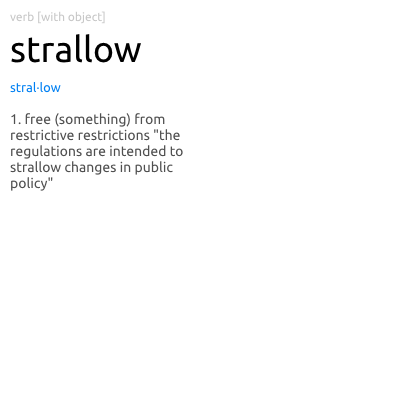 verb [with object]
strallow
stral·low
1. free (something) from
restrictive restrictions "the
regulations are intended to
strallow changes in public
policy"